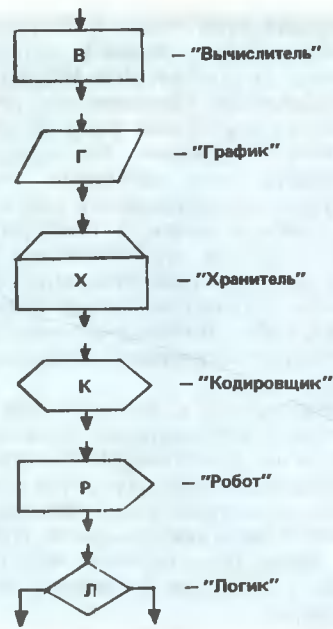 В – "Вычислитель"
Г – "График"
Х – "Хранитель"
К – "Кодировщик"
Р – "Робот"
Л – "Логик"